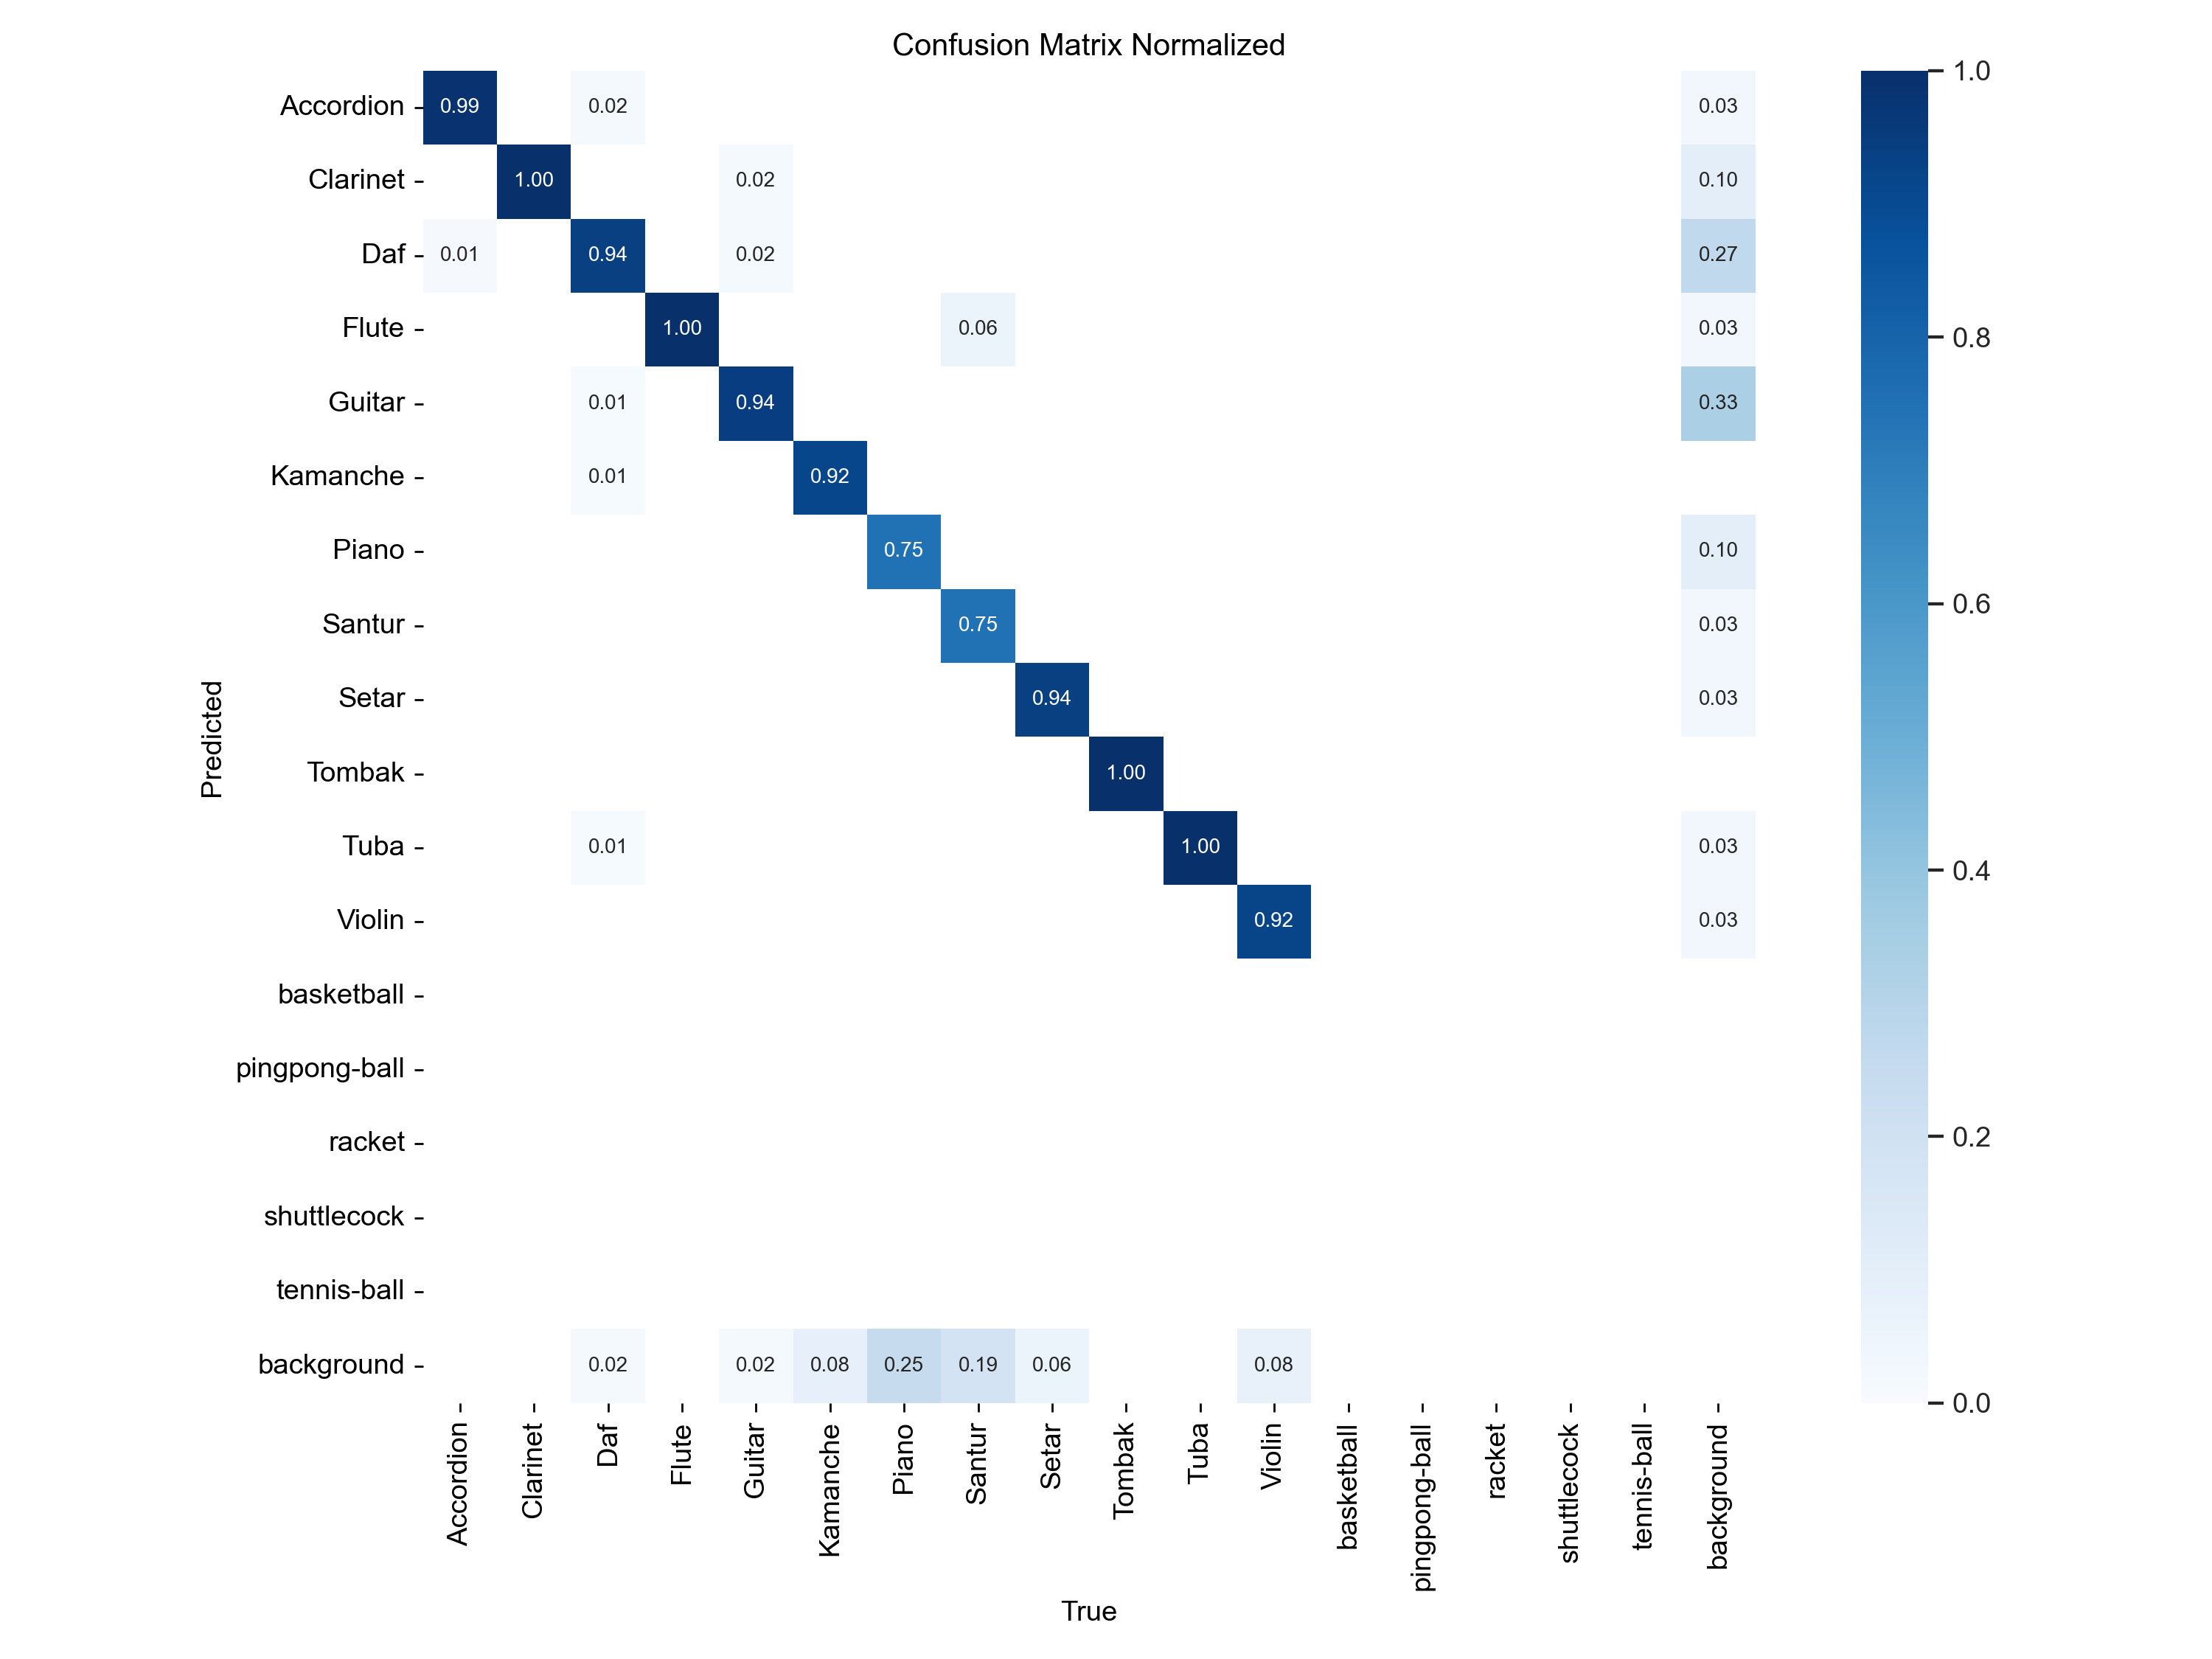 Confusion Matrix Normalized
Accordion 0.99 0.02 0.03 1.0
Clarinet 1.00 0.02 0.10
Daf 0.01 0.94 0.02 0.27
Flute 1.00 0.06 0.03 0.8
Guitar 0.01 0.94 0.33
Kamanche 0.01 0.92
Piano 0.75 0.10
Santur 0.75 0.03 0.6
Setar 0.94 0.03
Predicted
Tombak 1.00
Tuba 0.01 1.00 0.03 0.4
Violin 0.92 0.03
basketball
pingpong-ball
racket 0.2
shuttlecock
tennis-ball
background 0.02 0.02 0.08 0.25 0.19 0.06 0.08 0.0
Accordion Clarinet Daf Flute Guitar Kamanche Piano Santur Setar Tombak Tuba Violin basketball pingpong-ball racket shuttlecock tennis-ball background
True